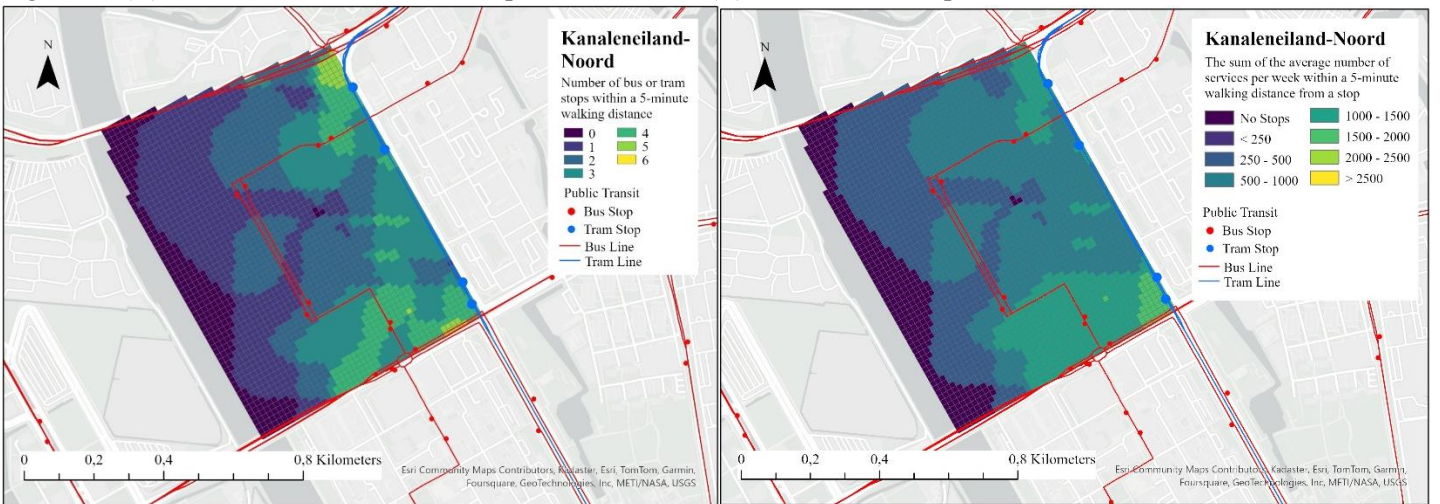 N
Kanaleneiland-
Noord
Number of bus or tram
stops within a 5-minute
walking distance
0 4
1 5
2 6
3
Public Transit
Bus Stop
Tram Stop
Bus Line
Tram Line
0 0,2 0,4 0,8 Kilometers
Esri Community Maps Contributors, Kadaster, Esri, TomTom, Garmin,
Foursquare, GeoTechnologies, Inc, METI/NASA, USGS
N
Kanaleneiland-Noord
The sum of the average number of
services per week within a 5-minute
walking distance from a stop
No Stops 1000 - 1500
< 250 1500 - 2000
250 - 500 2000 - 2500
500 - 1000 > 2500
Public Transit
Bus Stop
Tram Stop
Bus Line
Tram Line
0 0,2 0,4 0,8 Kilometers
Esri Community Maps Contributors, Kadaster, Esri, TomTom, Garmin,
Foursquare, GeoTechnologies, Inc, METI/NASA, USGS